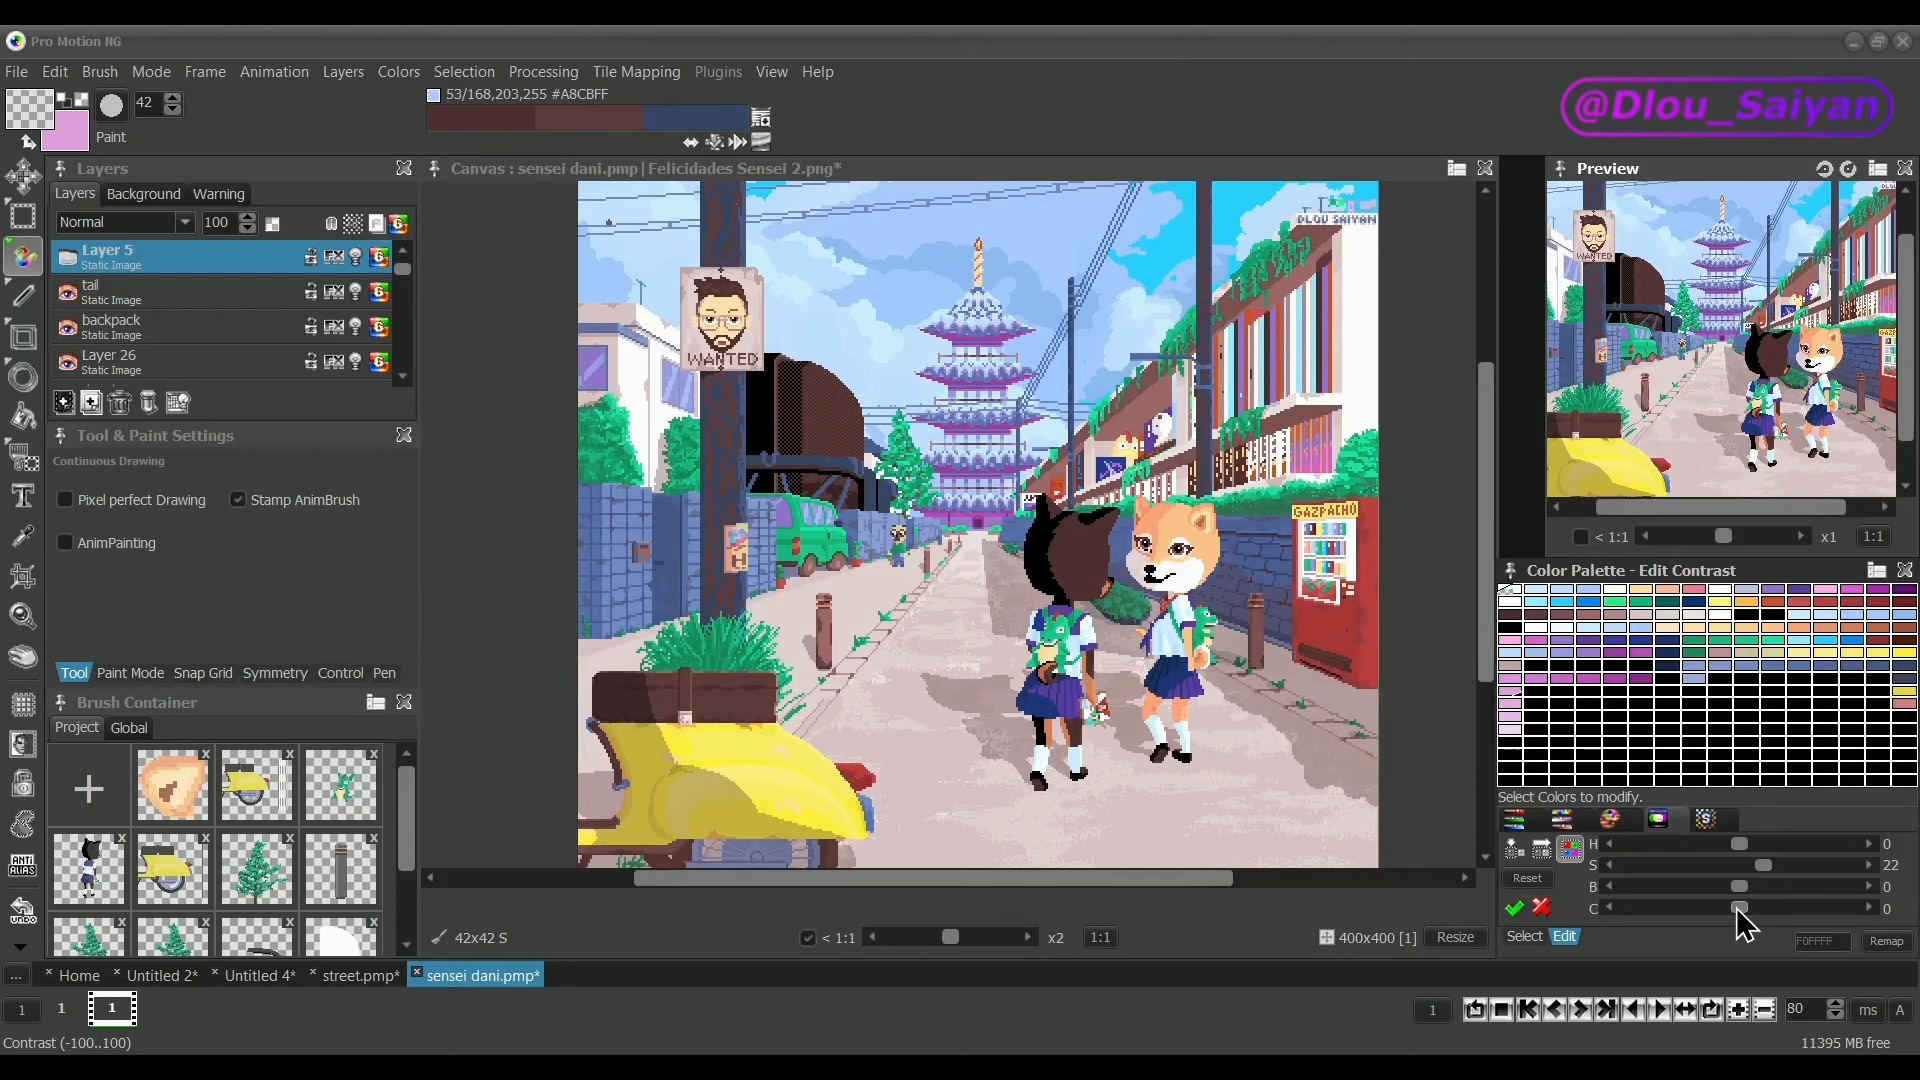 Pro Motion NG
File Edit Brush Mode Frame Animation Layers Colors Selection Processing Tile Mapping Plugins View Help
42
53/168,203,255 #A8CBFF
Paint
@Dlou_Saiyan
Layers
Canvas : sensei dani.pmp | Felicidades Sensei 2.png*
Preview
Layers Background Warning
Normal 100
Layer 5
Static Image
tail
Static Image
backpack
Static Image
Layer 26
Static Image
DLOU SAIYAN
WANTED
WANTED
GAZPACHO
GAZPACHO
Tool & Paint Settings
Continuous Drawing
Pixel perfect Drawing Stamp AnimBrush
AnimPainting
Tool Paint Mode Snap Grid Symmetry Control Pen
Brush Container
Project Global
ANTI
ALIAS
UNDO
< 1:1 x1 1:1
Color Palette - Edit Contrast
Select Colors to modify.
H 0
S 22
B 0
C 0
Reset
Select Edit F0FFFF Remap
42x42 S < 1:1 x2 1:1 400x400 [1] Resize
... Home Untitled 2* Untitled 4* street.pmp* sensei dani.pmp*
1 1 1 1 80 ms A
Contrast (-100..100) 11395 MB free